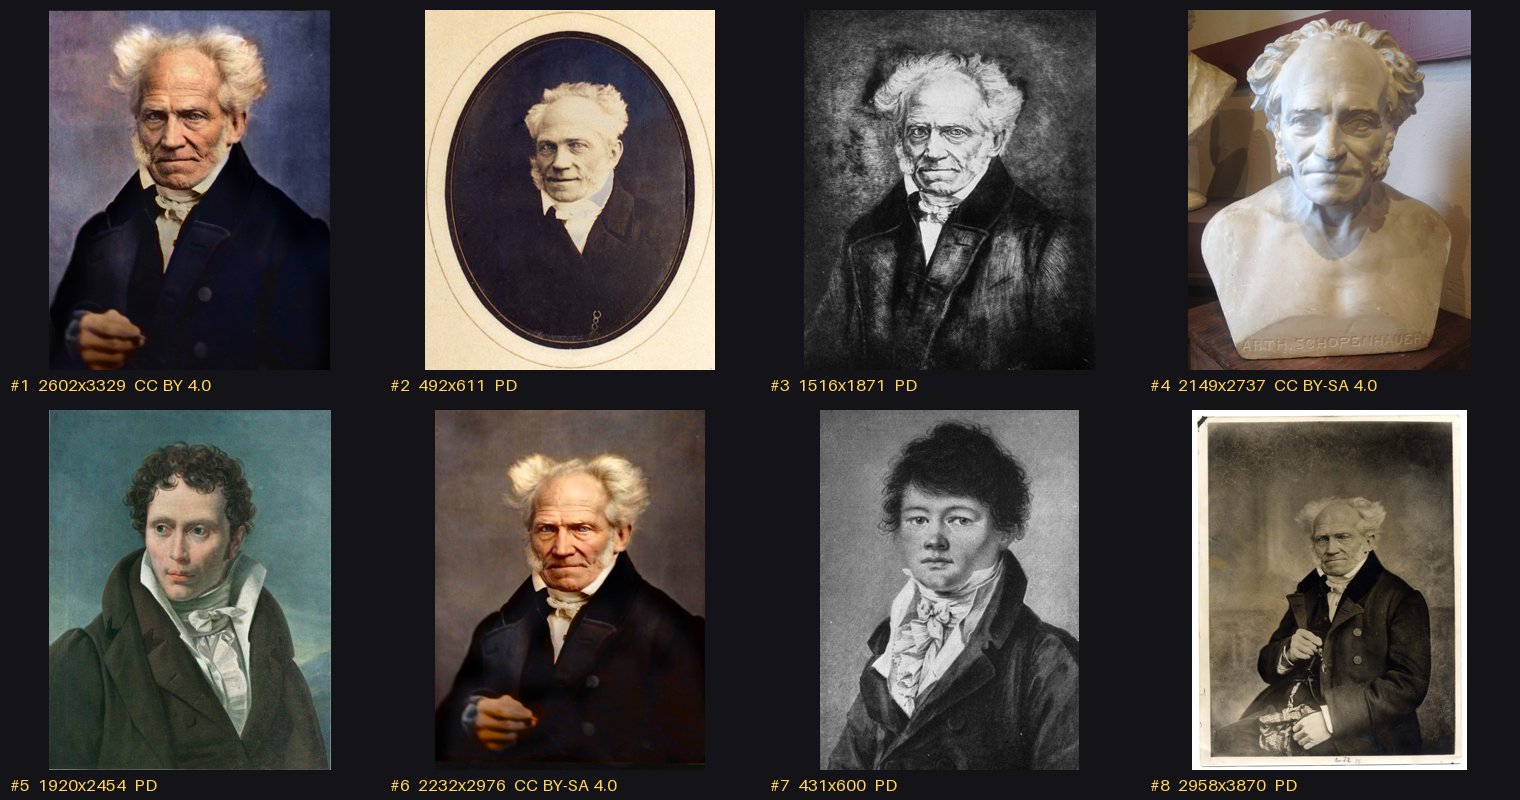 #1 2602x3329 CC BY 4.0
#2 492x611 PD
#3 1516x1871 PD
ARTH. SCHOPENHAUER.
#4 2149x2737 CC BY-SA 4.0
#5 1920x2454 PD
#6 2232x2976 CC BY-SA 4.0
#7 431x600 PD
#8 2958x3870 PD